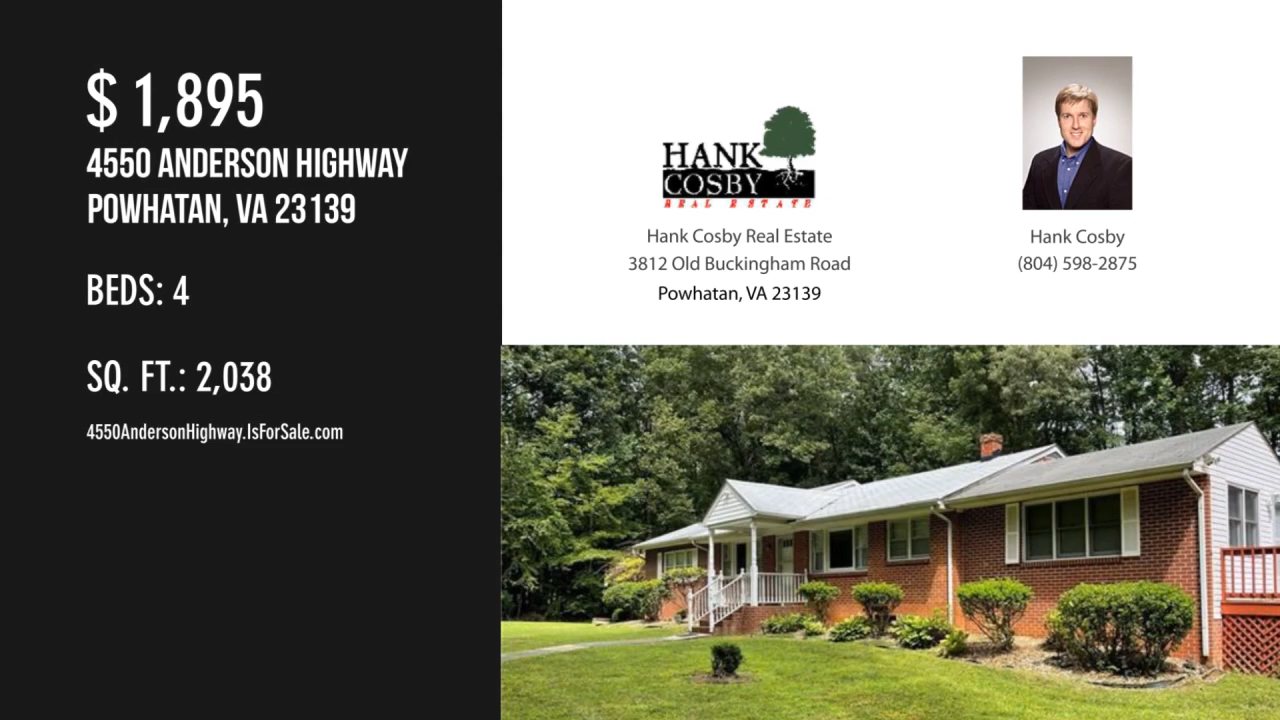 $ 1,895
4550 ANDERSON HIGHWAY
POWHATAN, VA 23139
BEDS: 4
SQ. FT.: 2,038
4550AndersonHighway.IsForSale.com
HANK
COSBY
REAL ESTATE
Hank Cosby Real Estate
3812 Old Buckingham Road
Powhatan, VA 23139
Hank Cosby
(804) 598-2875